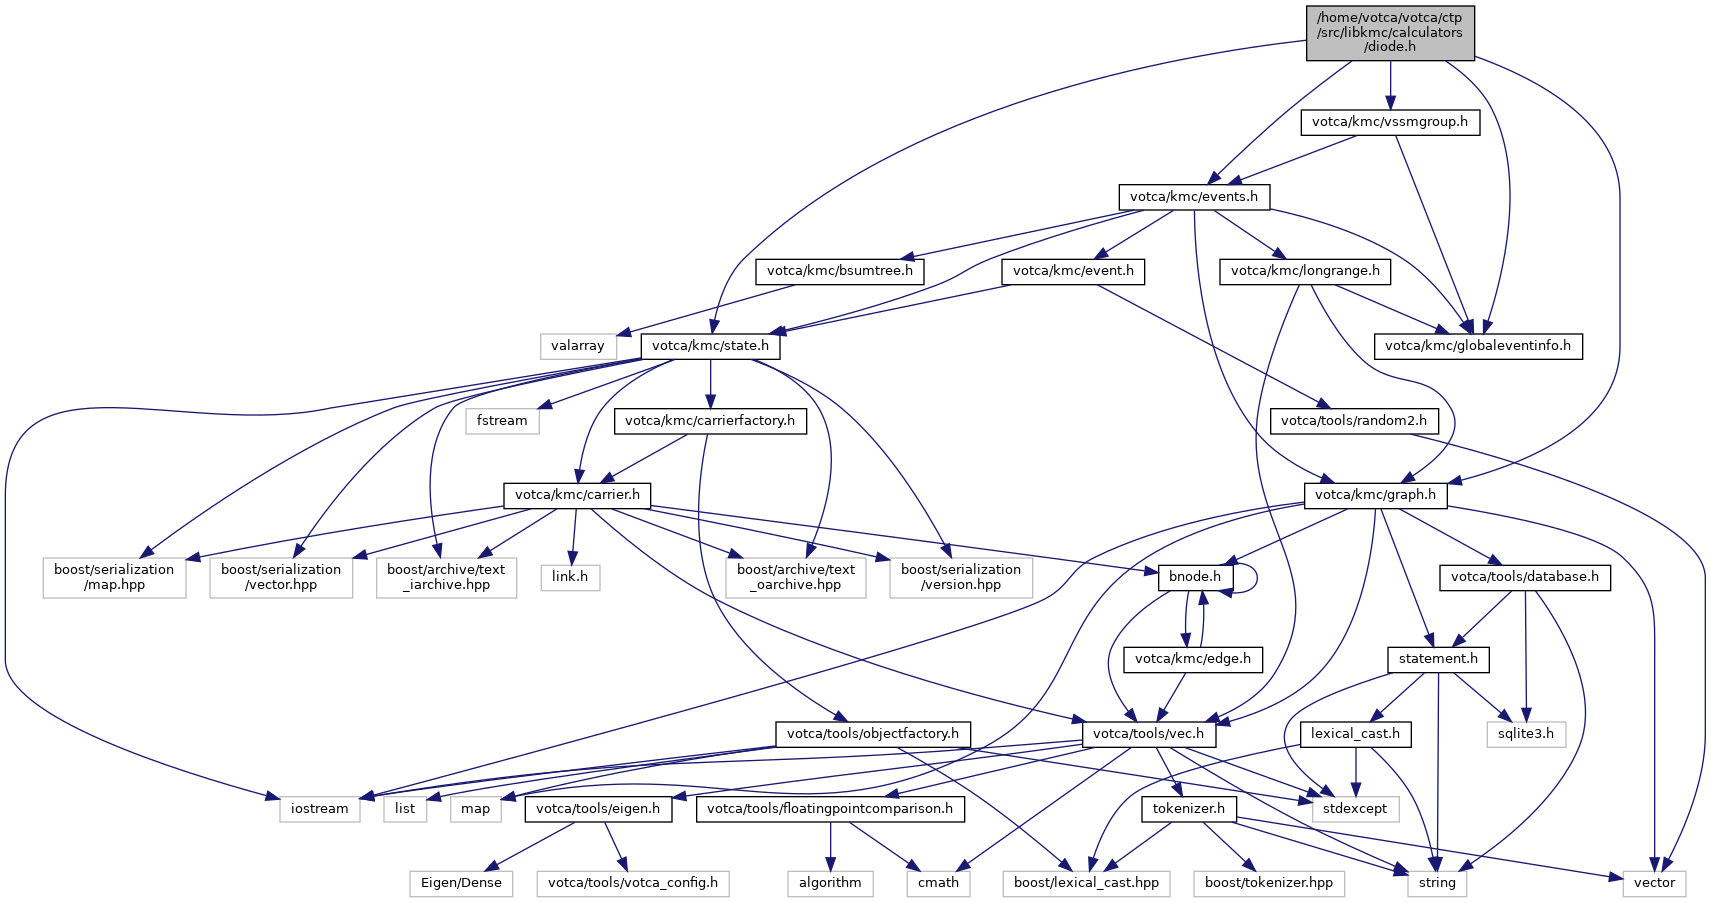 /home/votca/votca/ctp
/src/libkmc/calculators
/diode.h
votca/kmc/vssmgroup.h
votca/kmc/events.h
votca/kmc/bsumtree.h
votca/kmc/event.h
votca/kmc/longrange.h
valarray
votca/kmc/state.h
votca/kmc/globaleventinfo.h
fstream
votca/kmc/carrierfactory.h
votca/tools/random2.h
votca/kmc/carrier.h
votca/kmc/graph.h
boost/serialization
/map.hpp
boost/serialization
/vector.hpp
boost/archive/text
_iarchive.hpp
link.h
boost/archive/text
_oarchive.hpp
boost/serialization
/version.hpp
bnode.h
votca/tools/database.h
votca/kmc/edge.h
statement.h
votca/tools/objectfactory.h
votca/tools/vec.h
lexical_cast.h
sqlite3.h
iostream
list
map
votca/tools/eigen.h
votca/tools/floatingpointcomparison.h
tokenizer.h
stdexcept
Eigen/Dense
votca/tools/votca_config.h
algorithm
cmath
boost/lexical_cast.hpp
boost/tokenizer.hpp
string
vector